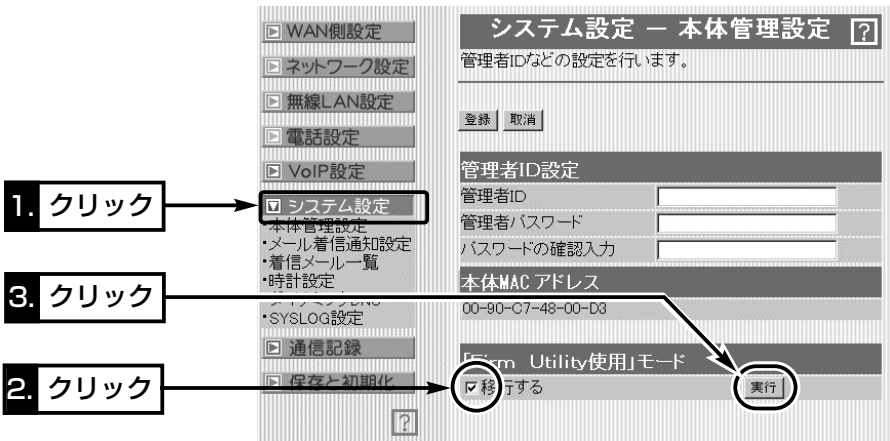 WAN側設定
ネットワーク設定
無線LAN設定
電話設定
VoIP設定
システム設定
・本体管理設定
・メール着信通知設定
・着信メール一覧
・時計設定
・SYSLOG設定
通信記録
保存と初期化
?
システム設定 − 本体管理設定 ?
管理者IDなどの設定を行います。
登録 取消
管理者ID設定
管理者ID
管理者パスワード
パスワードの確認入力
本体MAC アドレス
00-90-C7-48-00-D3
「Firm Utility使用」モード
移行する 実行
1. クリック
3. クリック
2. クリック